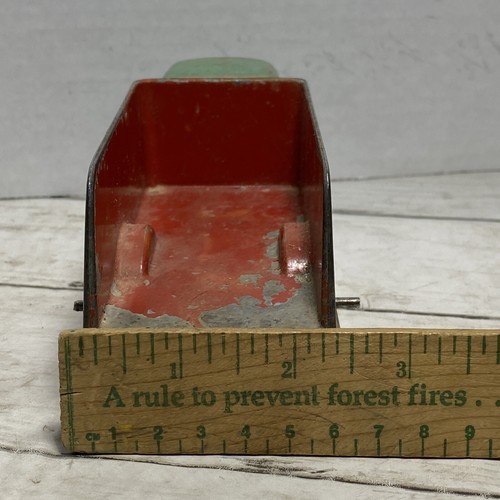 1 2 3
A rule to prevent forest fires . .
cm 1 2 3 4 5 6 7 8 9